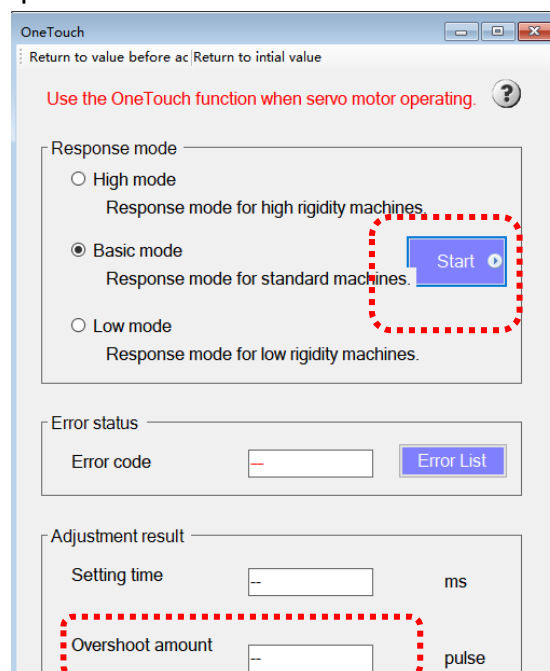 OneTouch
Return to value before ac Return to intial value
Use the OneTouch function when servo motor operating. ?
Response mode
High mode
Response mode for high rigidity machines.
Basic mode
Start
Response mode for standard machines.
Low mode
Response mode for low rigidity machines.
Error status
Error code -- Error List
Adjustment result
Setting time -- ms
Overshoot amount -- pulse